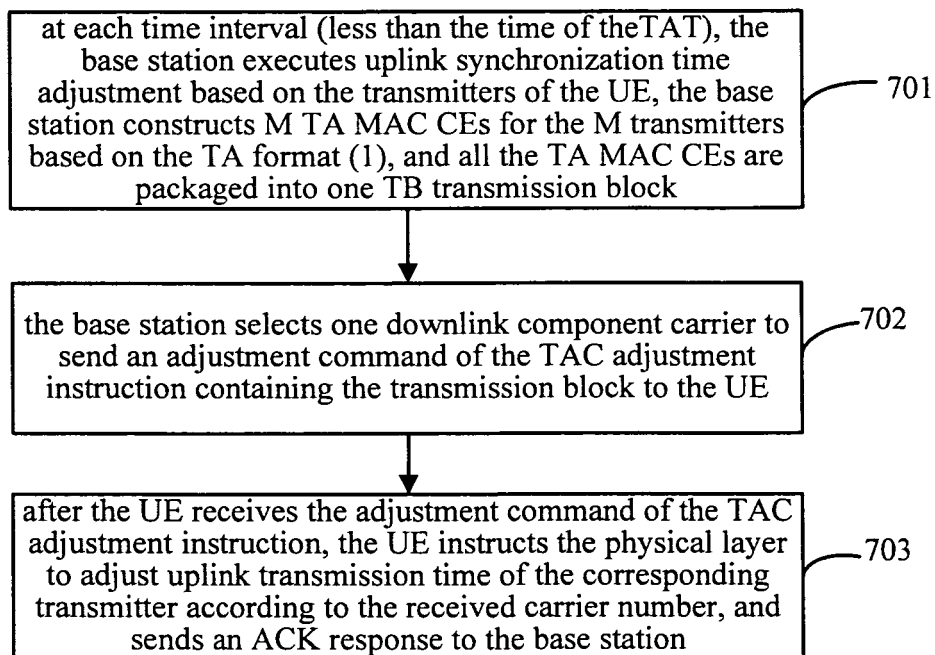 at each time interval (less than the time of theTAT), the
base station executes uplink synchronization time
adjustment based on the transmitters of the UE, the base
station constructs M TA MAC CEs for the M transmitters
based on the TA format (1), and all the TA MAC CEs are
packaged into one TB transmission block
701
the base station selects one downlink component carrier to
send an adjustment command of the TAC adjustment
instruction containing the transmission block to the UE
702
after the UE receives the adjustment command of the TAC
adjustment instruction, the UE instructs the physical layer
to adjust uplink transmission time of the corresponding
transmitter according to the received carrier number, and
sends an ACK response to the base station
703